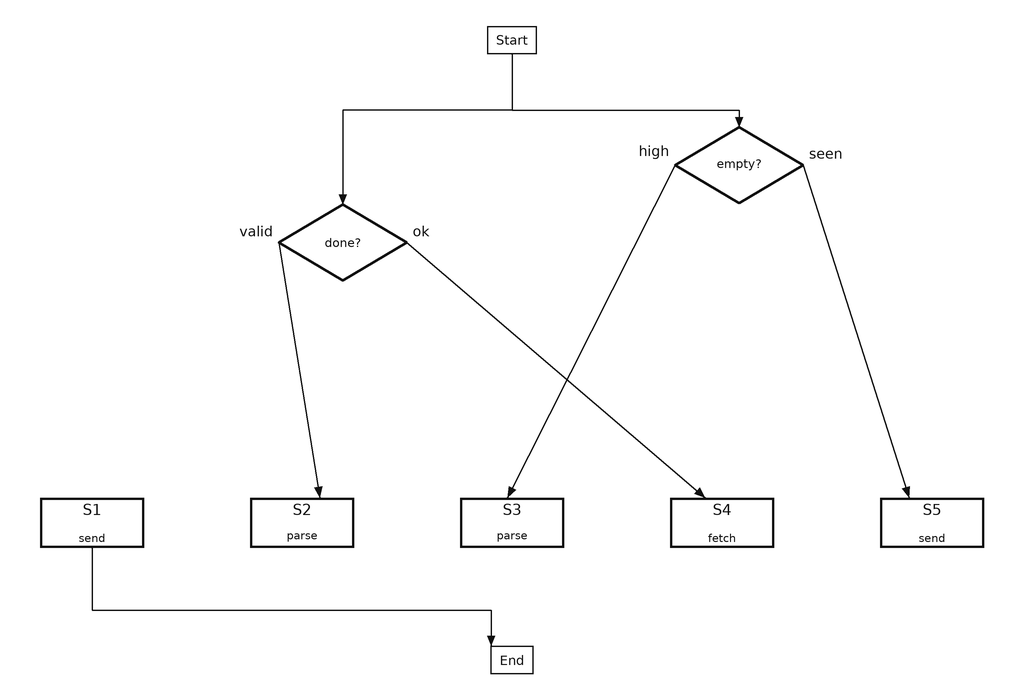 Start
high
empty?
seen
valid
done?
ok
S1
send
S2
parse
S3
parse
S4
fetch
S5
send
End